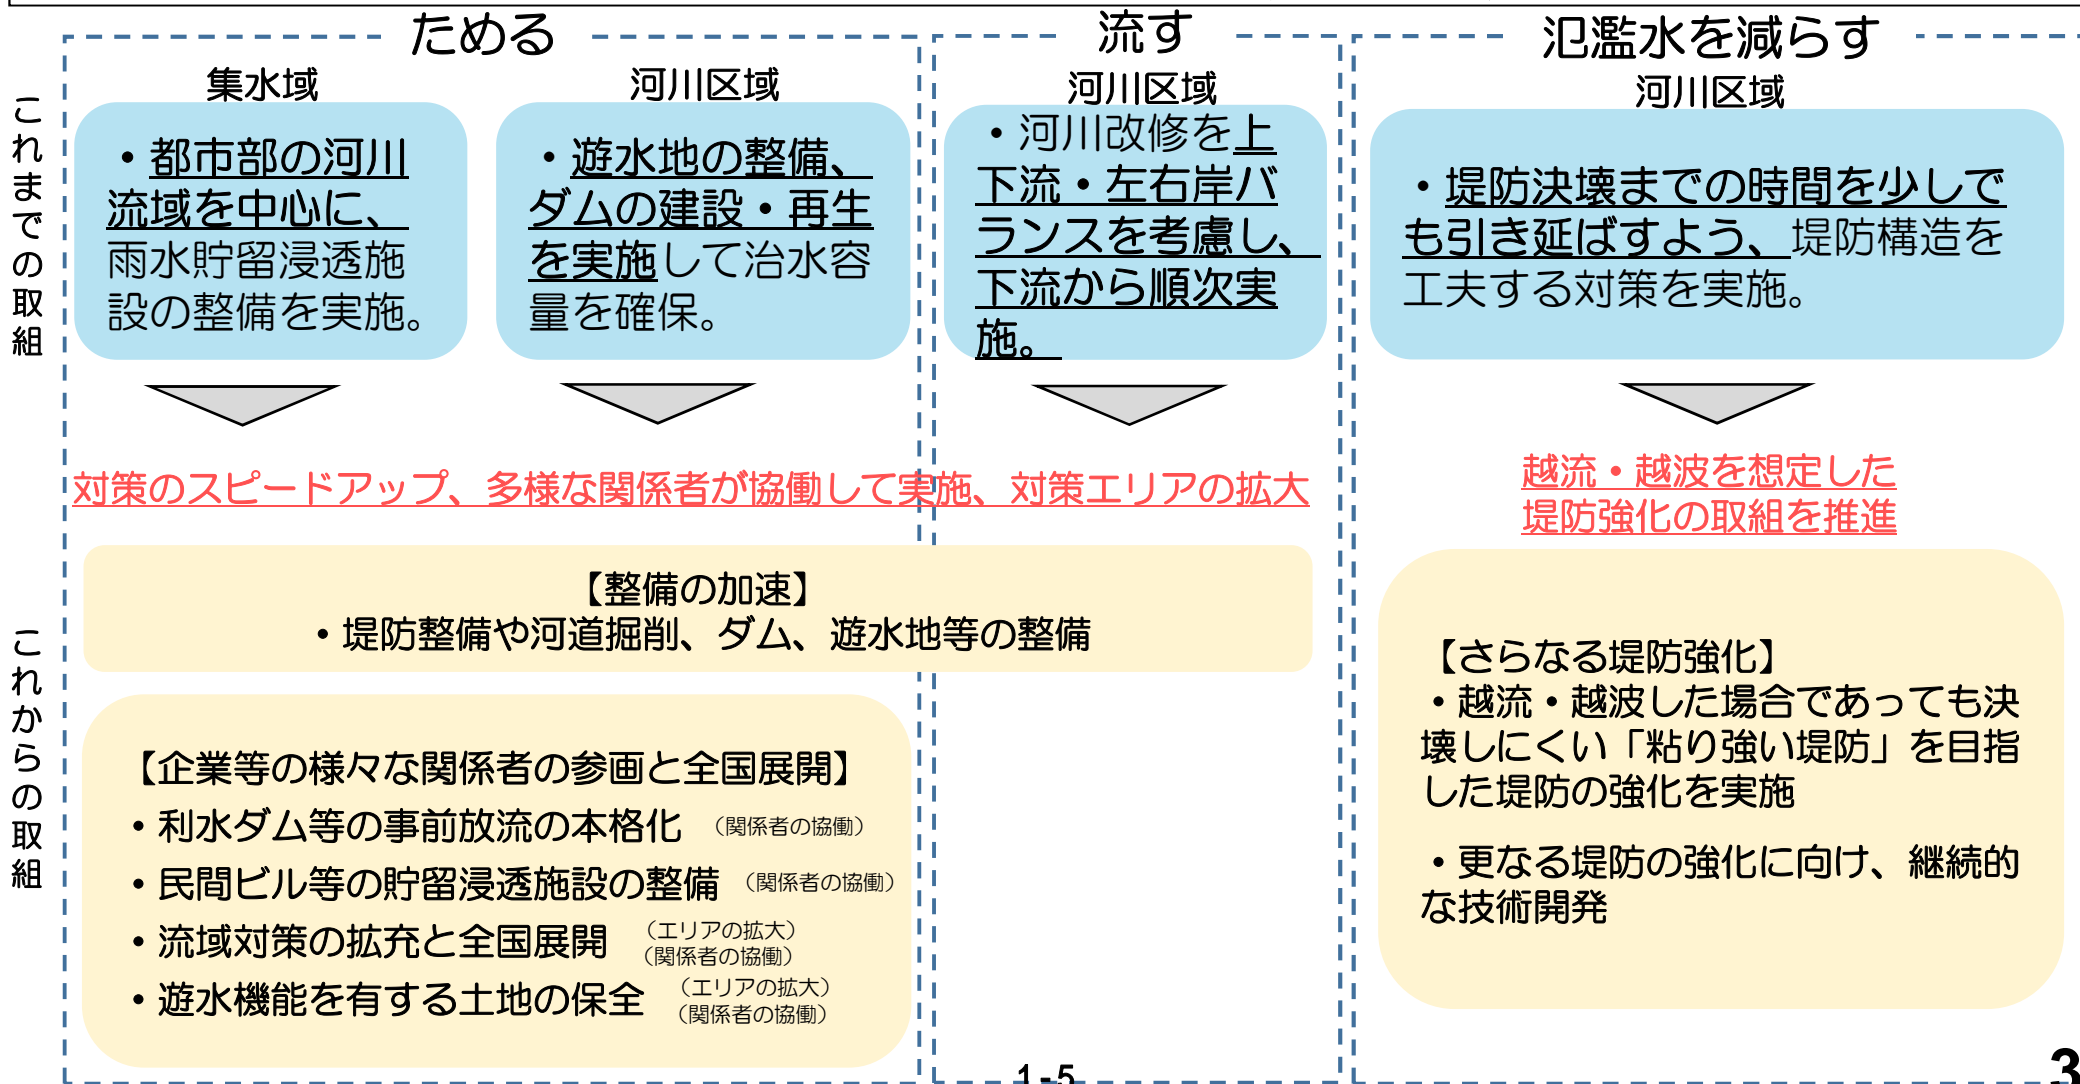 ためる
流す
氾濫水を減らす
集水域
河川区域
河川区域
河川区域
これまでの取組
・都市部の河川
流域を中心に、
雨水貯留浸透施
設の整備を実施。
・遊水地の整備、
ダムの建設・再生
を実施して治水容
量を確保。
・河川改修を上
下流・左右岸バ
ランスを考慮し、
下流から順次実
施。
・堤防決壊までの時間を少しで
も引き延ばすよう、堤防構造を
工夫する対策を実施。
対策のスピードアップ、多様な関係者が協働して実施、対策エリアの拡大
越流・越波を想定した
堤防強化の取組を推進
これからの取組
【整備の加速】
・堤防整備や河道掘削、ダム、遊水地等の整備
【企業等の様々な関係者の参画と全国展開】
・利水ダム等の事前放流の本格化 （関係者の協働）
・民間ビル等の貯留浸透施設の整備 （関係者の協働）
・流域対策の拡充と全国展開 （エリアの拡大）
（関係者の協働）
・遊水機能を有する土地の保全 （エリアの拡大）
（関係者の協働）
【さらなる堤防強化】
・越流・越波した場合であっても決
壊しにくい「粘り強い堤防」を目指
した堤防の強化を実施
・更なる堤防の強化に向け、継続的
な技術開発
1-5
3